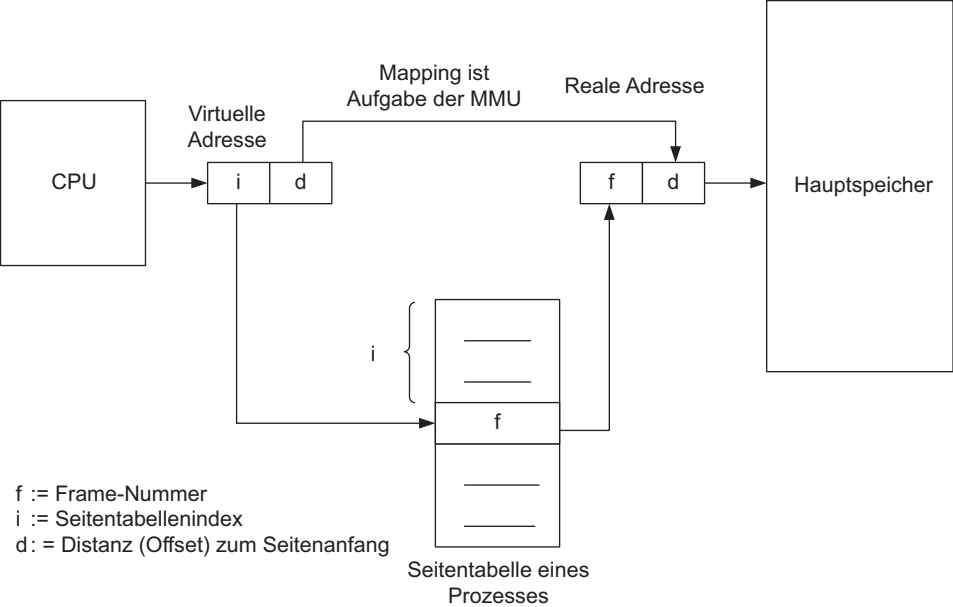 Mapping ist
Aufgabe der MMU
Reale Adresse
Virtuelle
Adresse
CPU
i
d
f
d
Hauptspeicher
i
f
f := Frame-Nummer
i := Seitentabellenindex
d: = Distanz (Offset) zum Seitenanfang
Seitentabelle eines
Prozesses